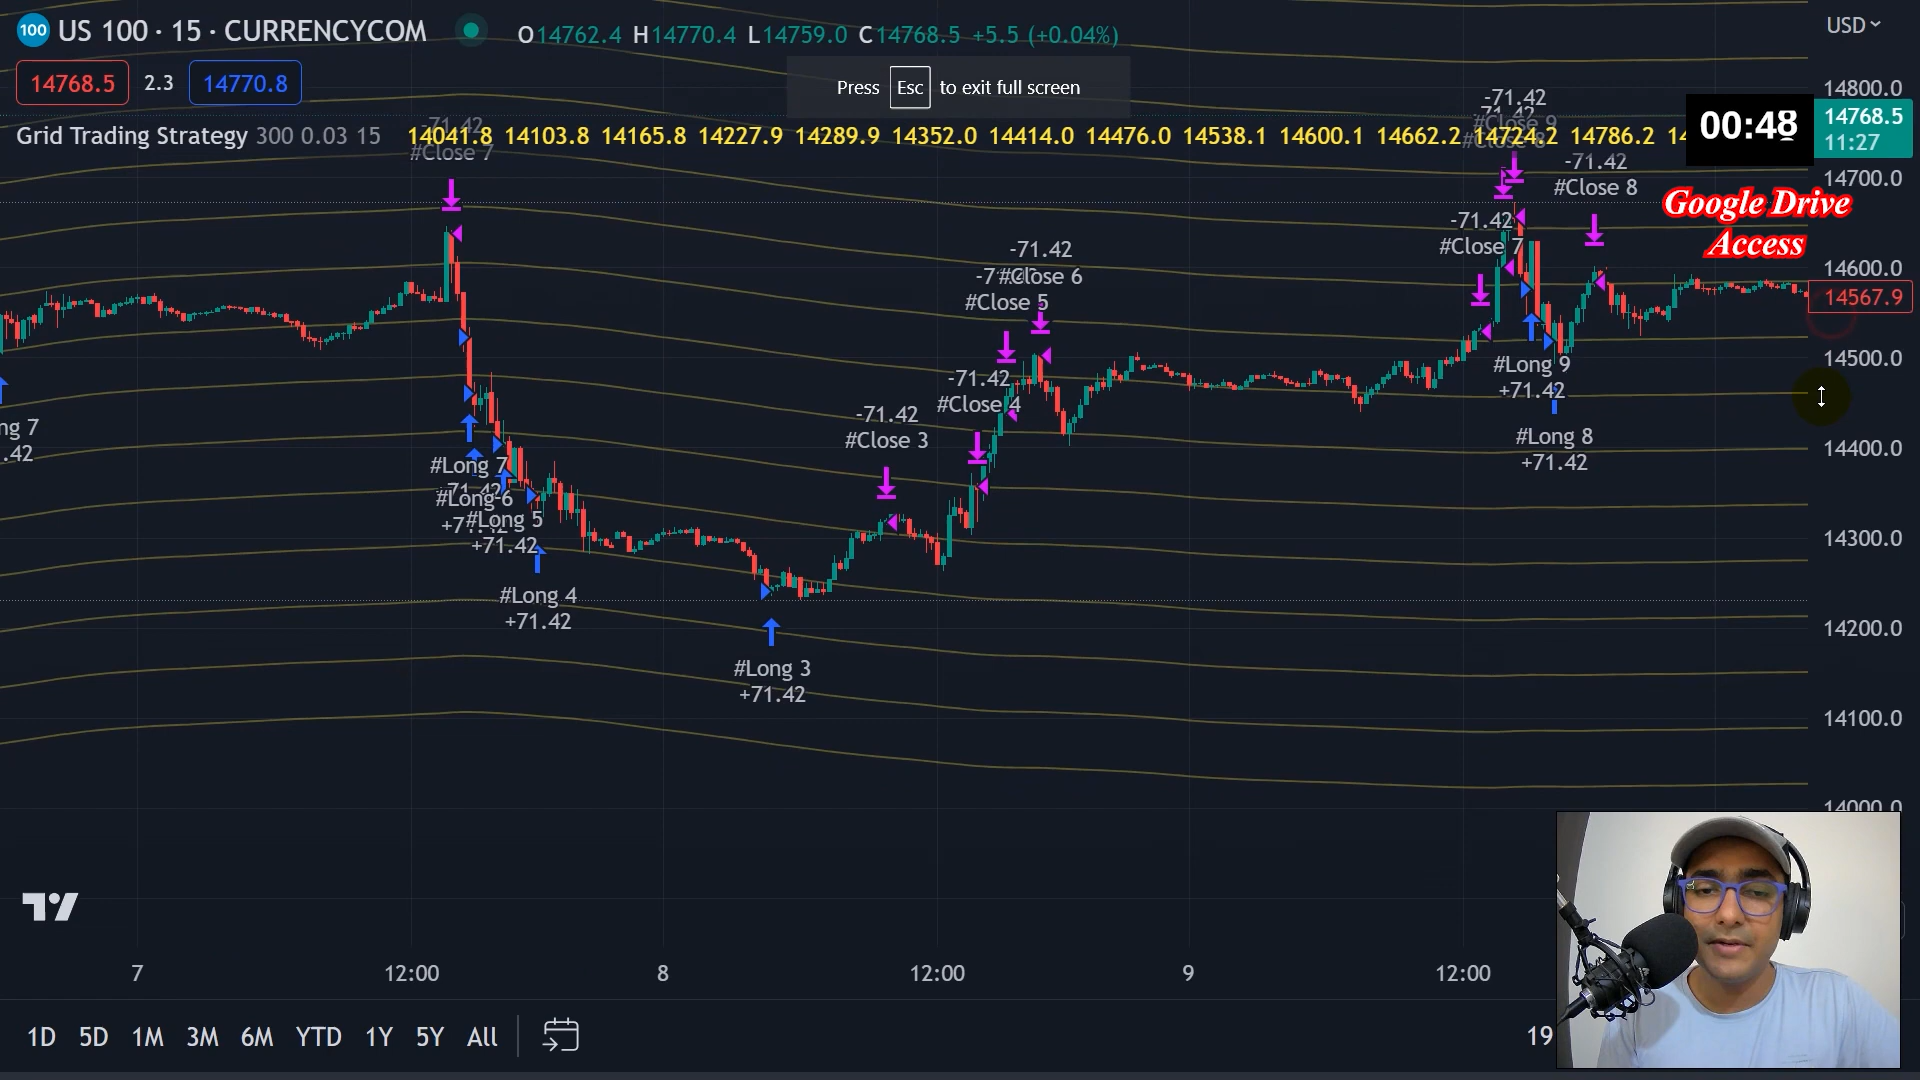 100 US 100 · 15 · CURRENCYCOM O14762.4 H14770.4 L14759.0 C14768.5 +5.5 (+0.04%)
USD
14768.5 2.3 14770.8
Press Esc to exit full screen
Grid Trading Strategy 300 0.03 15 14041.8 14103.8 14165.8 14227.9 14289.9 14352.0 14414.0 14476.0 14538.1 14600.1 14662.2 14724.2 14786.2
00:48
14768.5
11:27
Google Drive
Access
-71.42
#Close 7
-71.42
#Close 9
-71.42
#Close 8
-71.42
#Close 7
-71.42
#Close 6
#Close 5
-71.42
#Close 4
-71.42
#Close 3
#Long 7
#Long 6
#Long 5
+71.42
#Long 4
+71.42
#Long 3
+71.42
#Long 9
+71.42
#Long 8
+71.42
14800.0
14700.0
14600.0
14567.9
14500.0
14400.0
14300.0
14200.0
14100.0
14000.0
7 12:00 8 12:00 9 12:00
1D 5D 1M 3M 6M YTD 1Y 5Y All
19